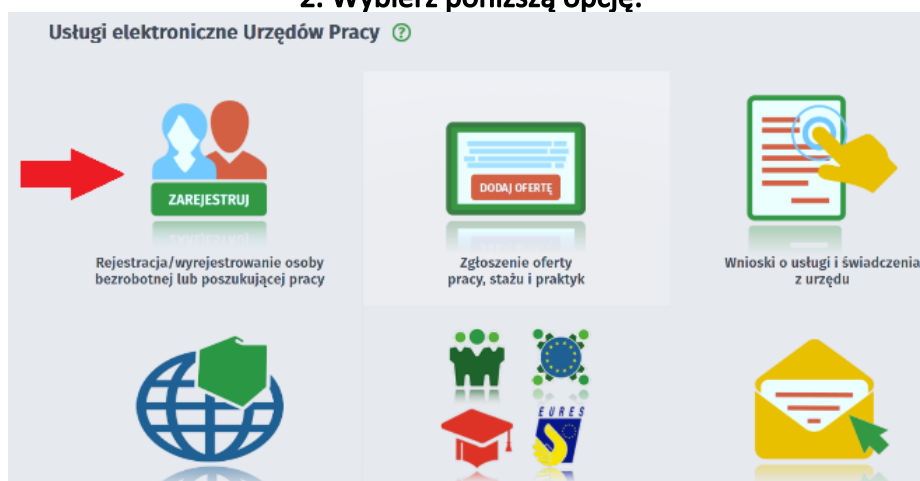 2. Wybierz poniższą opcję:
Usługi elektroniczne Urzędów Pracy ?
ZAREJESTRUJ
DODAJ OFERTĘ
Rejestracja/wyrejestrowanie osoby
bezrobotnej lub poszukującej pracy
Zgłoszenie oferty
pracy, stażu i praktyk
Wnioski o usługi i świadczenia
z urzędu
EURES